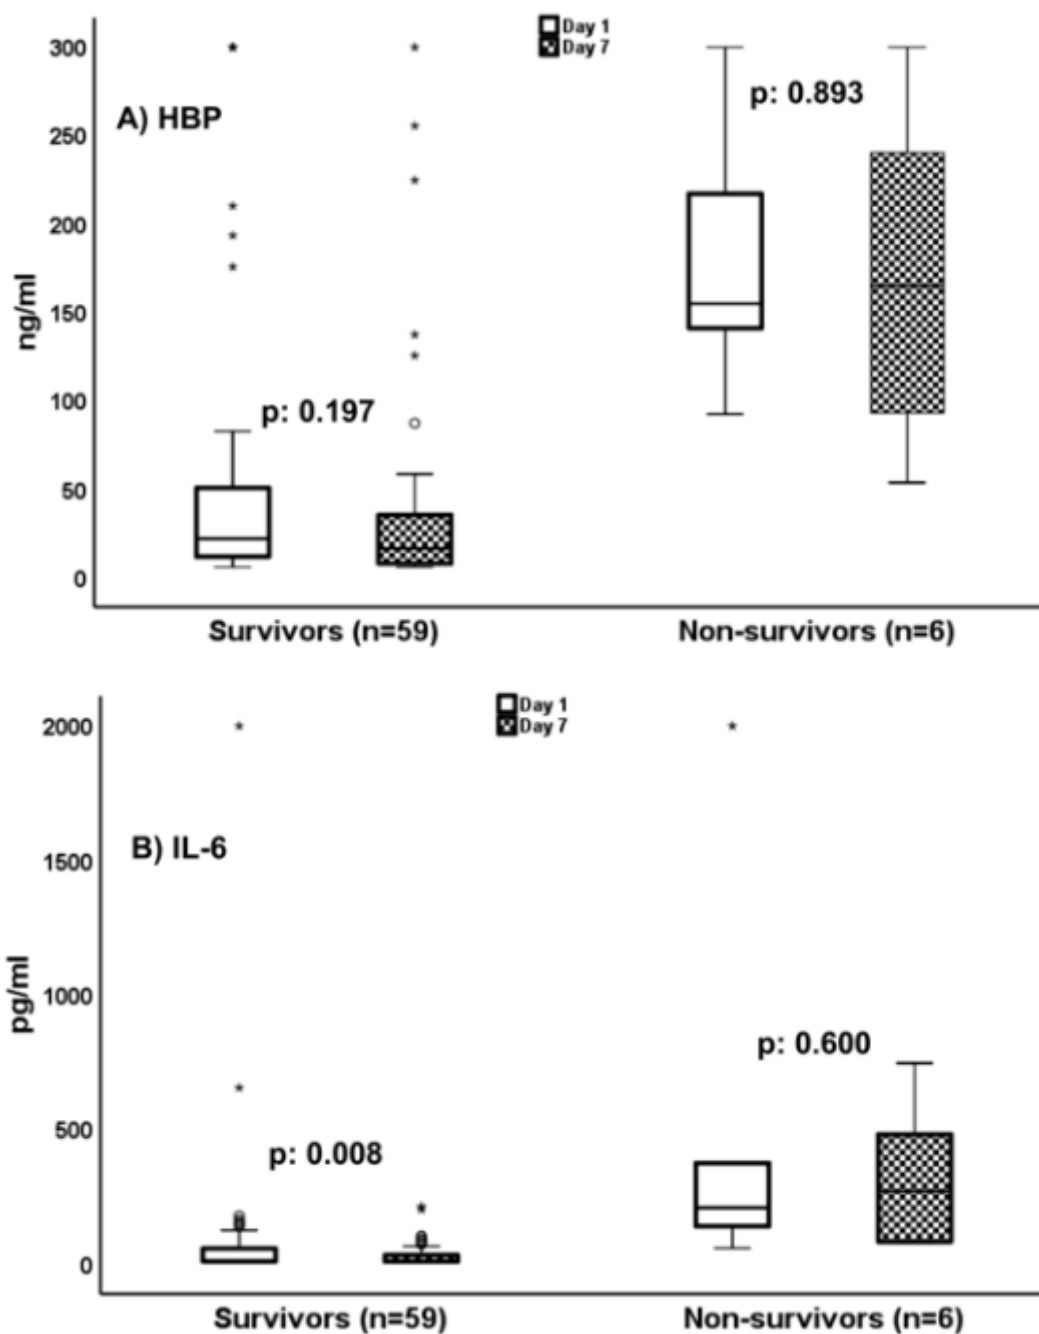 Day 1
Day 7
300
A) HBP
p: 0.893
250
200
ng/ml
150
100
p: 0.197
50
0
Survivors (n=59)
Non-survivors (n=6)
Day 1
Day 7
2000
B) IL-6
1500
pg/ml
1000
p: 0.600
500
p: 0.008
0
Survivors (n=59)
Non-survivors (n=6)